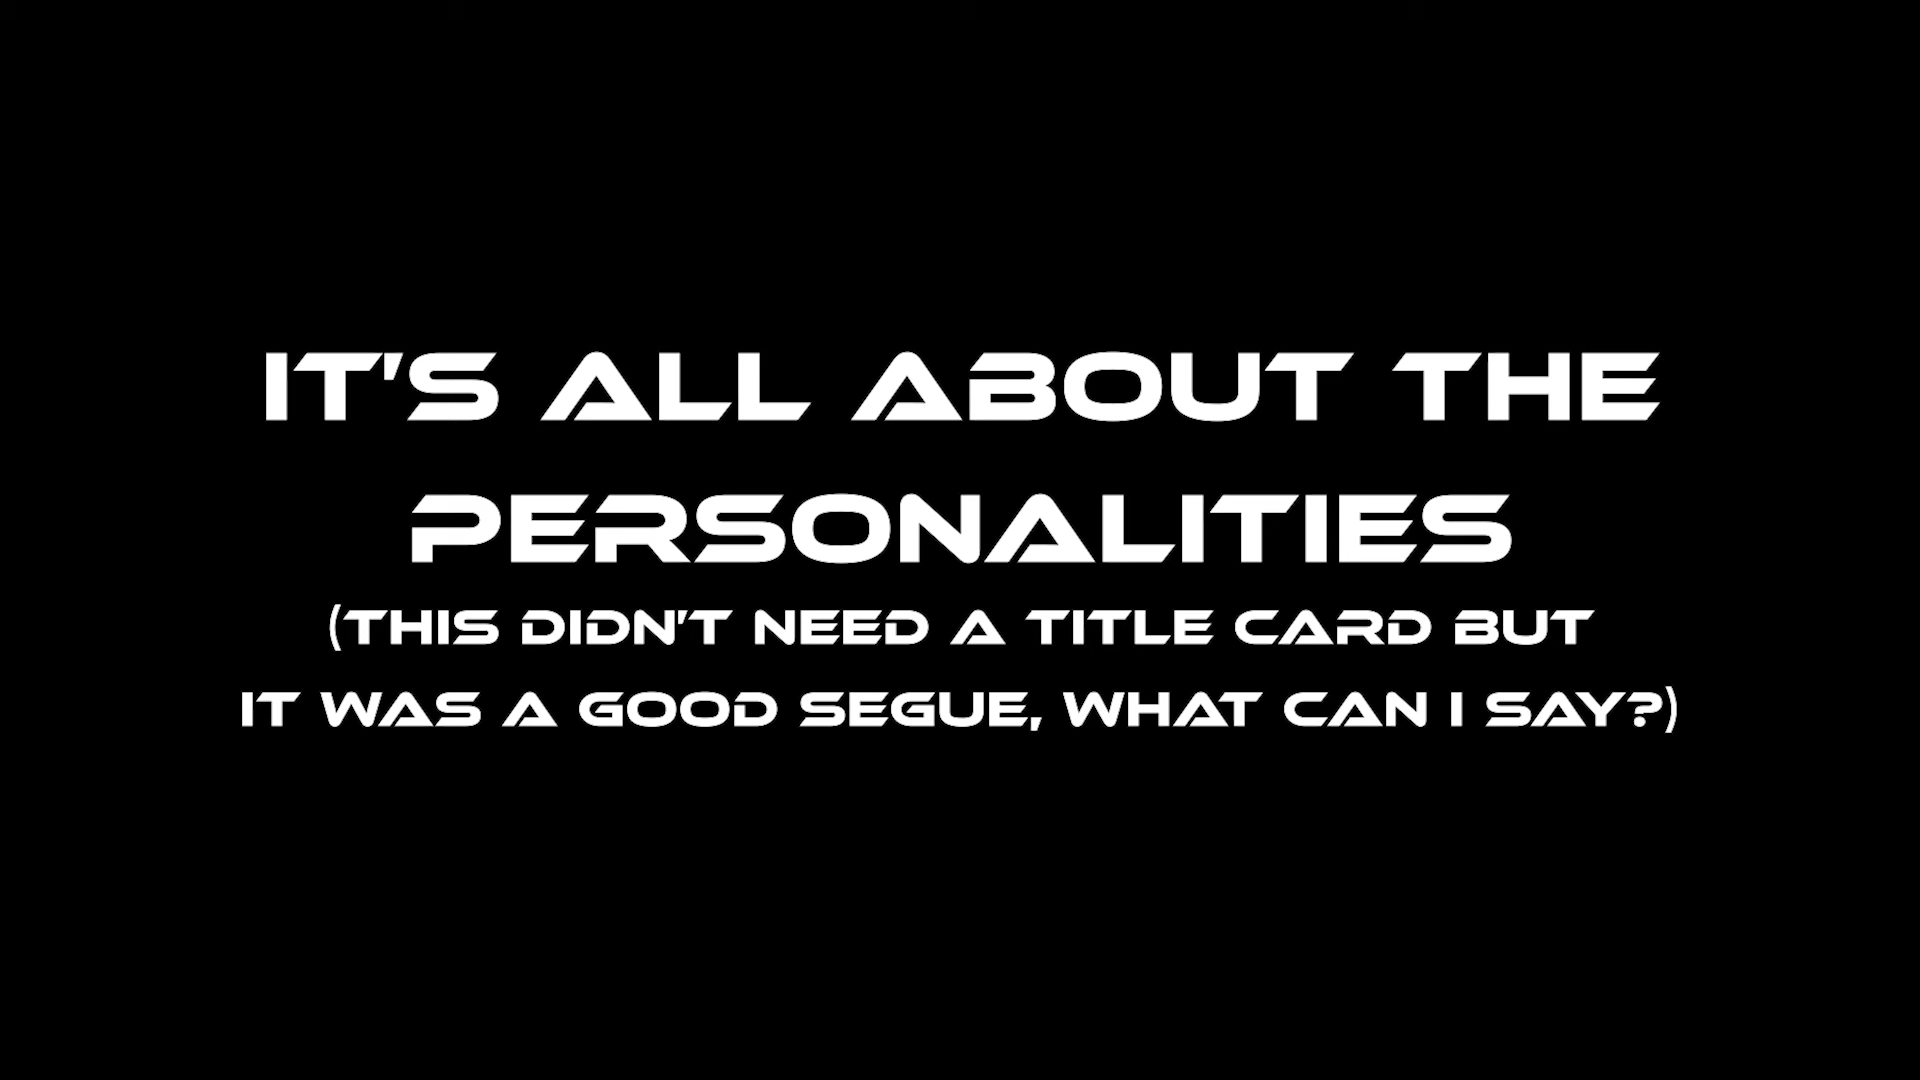 IT'S ALL ABOUT THE
PERSONALITIES
(THIS DIDN'T NEED A TITLE CARD BUT
IT WAS A GOOD SEGUE, WHAT CAN I SAY?)